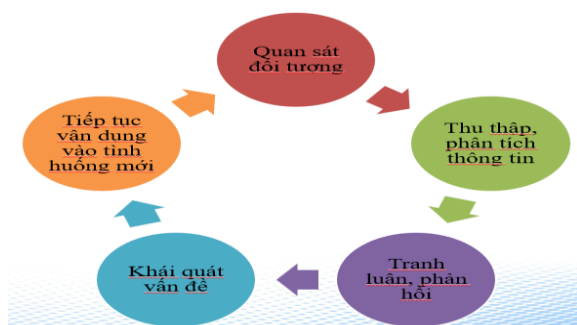 Quan sát
đối tượng
Thu thập,
phân tích
thông tin
Tranh
luận, phản
hồi
Khái quát
vấn đề
Tiếp tục
vận dụng
vào tình
huống mới